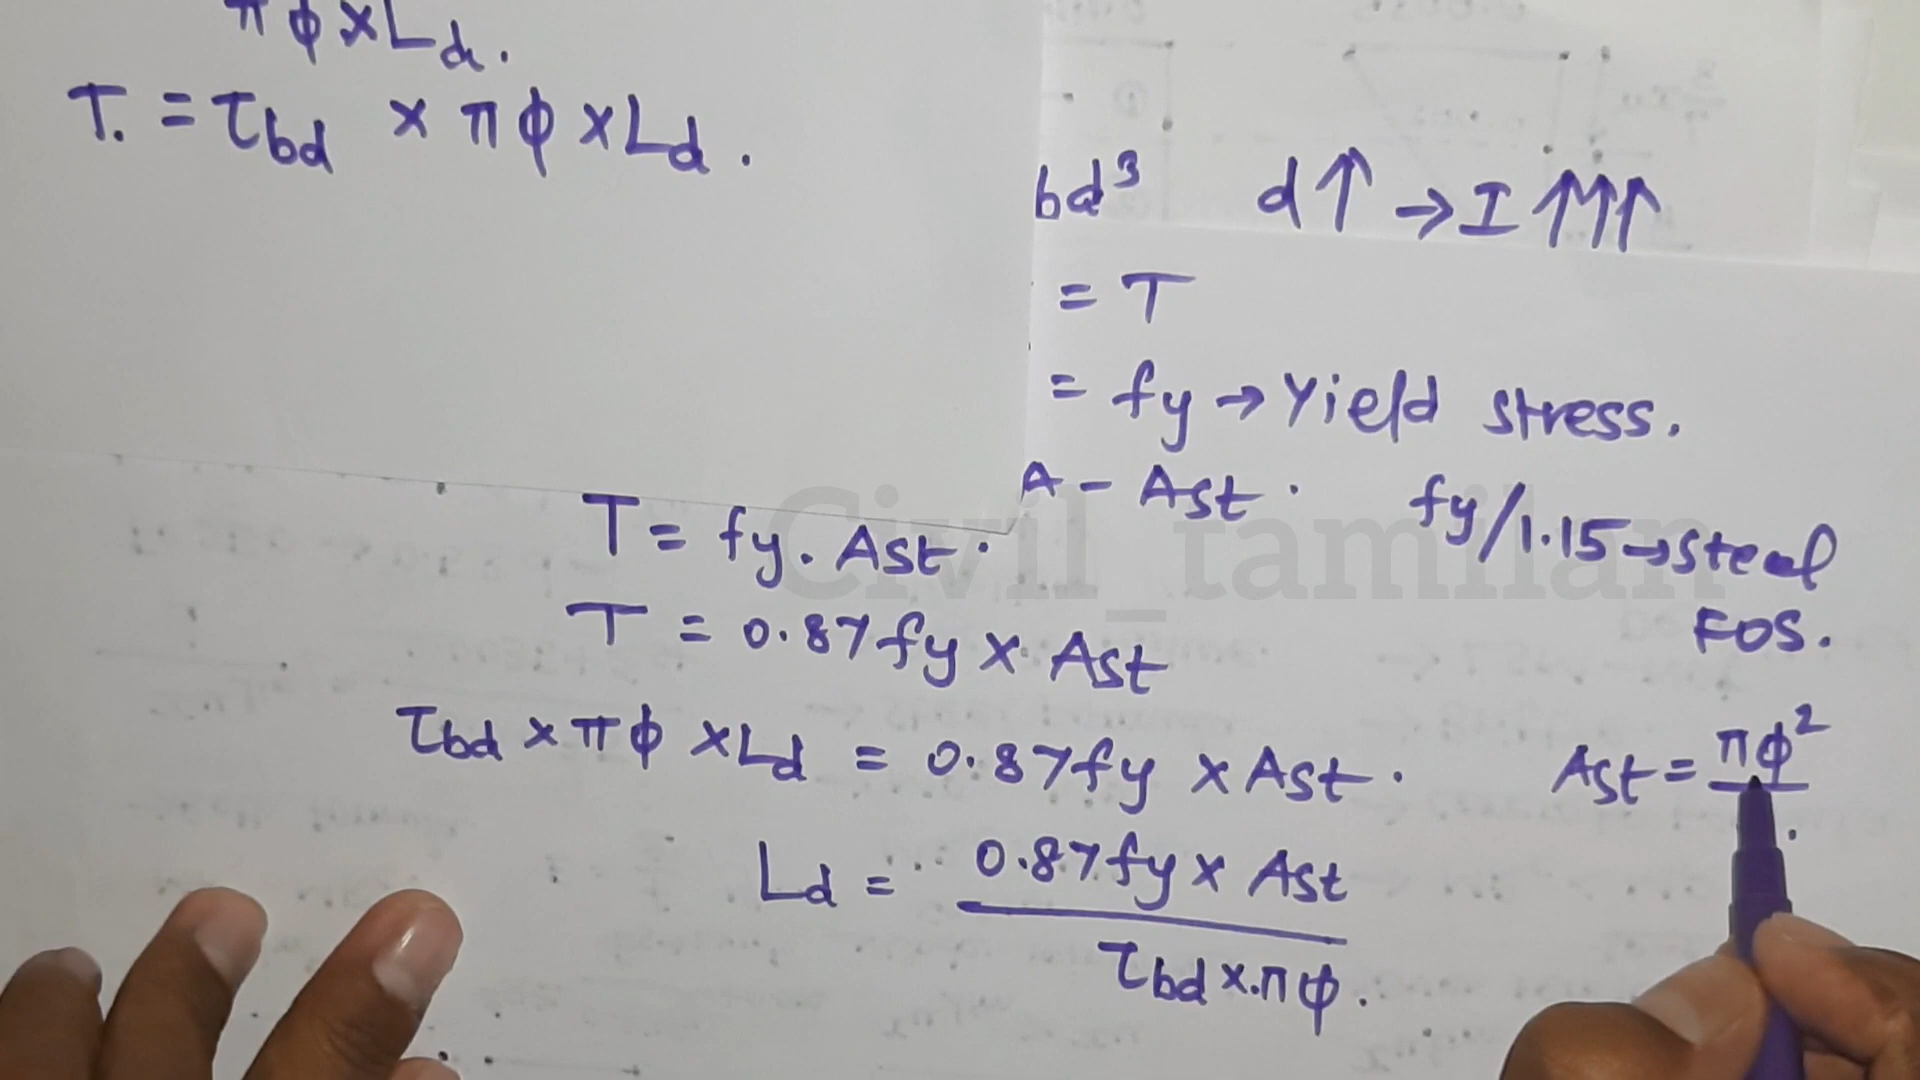 πϕ×Ld.
T. = τbd × πϕ×Ld.
bd³ d↑ → I↑↑↑
= T
= fy → Yield stress.
A - Ast.
fy/1.15 → Steel
FOS.
T = fy. Ast.
T = 0.87fy × Ast
τbd × πϕ ×Ld = 0.87fy ×Ast.
Ast = πϕ²
Ld = 0.87fy × Ast
τbd ×.πϕ.
Civil_tamilan